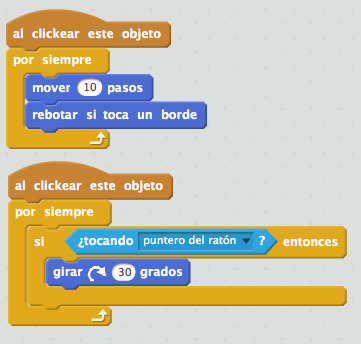 al clickear este objeto
por siempre
mover 10 pasos
rebotar si toca un borde
al clickear este objeto
por siempre
si ¿tocando puntero del ratón ? entonces
girar 30 grados